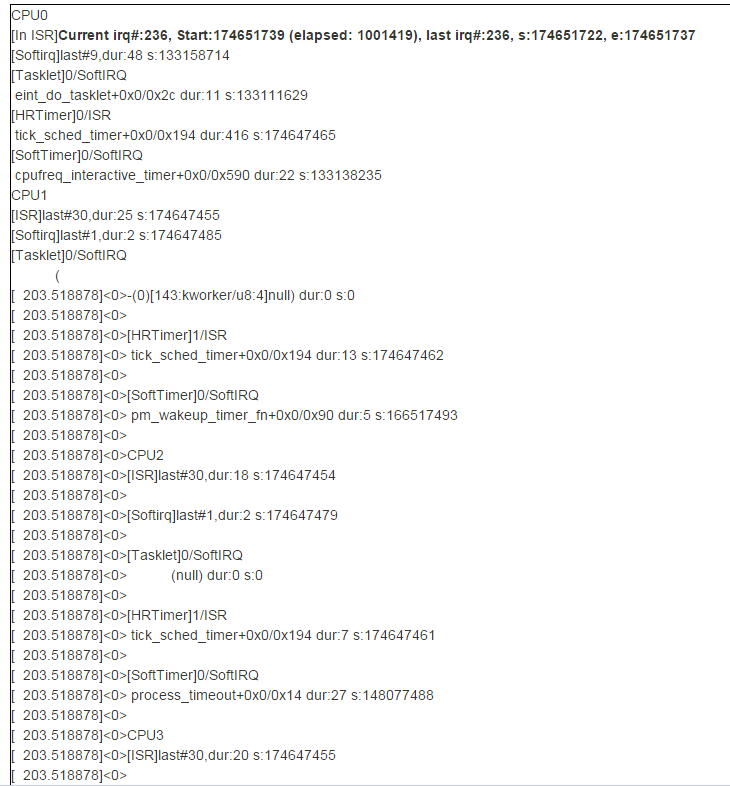 CPU0
[In ISR]Current irq#:236, Start:174651739 (elapsed: 1001419), last irq#:236, s:174651722, e:174651737
[Softirq]last#9,dur:48 s:133158714
[Tasklet]0/SoftIRQ
eint_do_tasklet+0x0/0x2c dur:11 s:133111629
[HRTimer]0/ISR
tick_sched_timer+0x0/0x194 dur:416 s:174647465
[SoftTimer]0/SoftIRQ
cpufreq_interactive_timer+0x0/0x590 dur:22 s:133138235
CPU1
[ISR]last#30,dur:25 s:174647455
[Softirq]last#1,dur:2 s:174647485
[Tasklet]0/SoftIRQ
(
[  203.518878]<0>-(0)[143:kworker/u8:4]null) dur:0 s:0
[  203.518878]<0>
[  203.518878]<0>[HRTimer]1/ISR
[  203.518878]<0> tick_sched_timer+0x0/0x194 dur:13 s:174647462
[  203.518878]<0>
[  203.518878]<0>[SoftTimer]0/SoftIRQ
[  203.518878]<0> pm_wakeup_timer_fn+0x0/0x90 dur:5 s:166517493
[  203.518878]<0>
[  203.518878]<0>CPU2
[  203.518878]<0>[ISR]last#30,dur:18 s:174647454
[  203.518878]<0>
[  203.518878]<0>[Softirq]last#1,dur:2 s:174647479
[  203.518878]<0>
[  203.518878]<0>[Tasklet]0/SoftIRQ
[  203.518878]<0>           (null) dur:0 s:0
[  203.518878]<0>
[  203.518878]<0>[HRTimer]1/ISR
[  203.518878]<0> tick_sched_timer+0x0/0x194 dur:7 s:174647461
[  203.518878]<0>
[  203.518878]<0>[SoftTimer]0/SoftIRQ
[  203.518878]<0> process_timeout+0x0/0x14 dur:27 s:148077488
[  203.518878]<0>
[  203.518878]<0>CPU3
[  203.518878]<0>[ISR]last#30,dur:20 s:174647455
[  203.518878]<0>